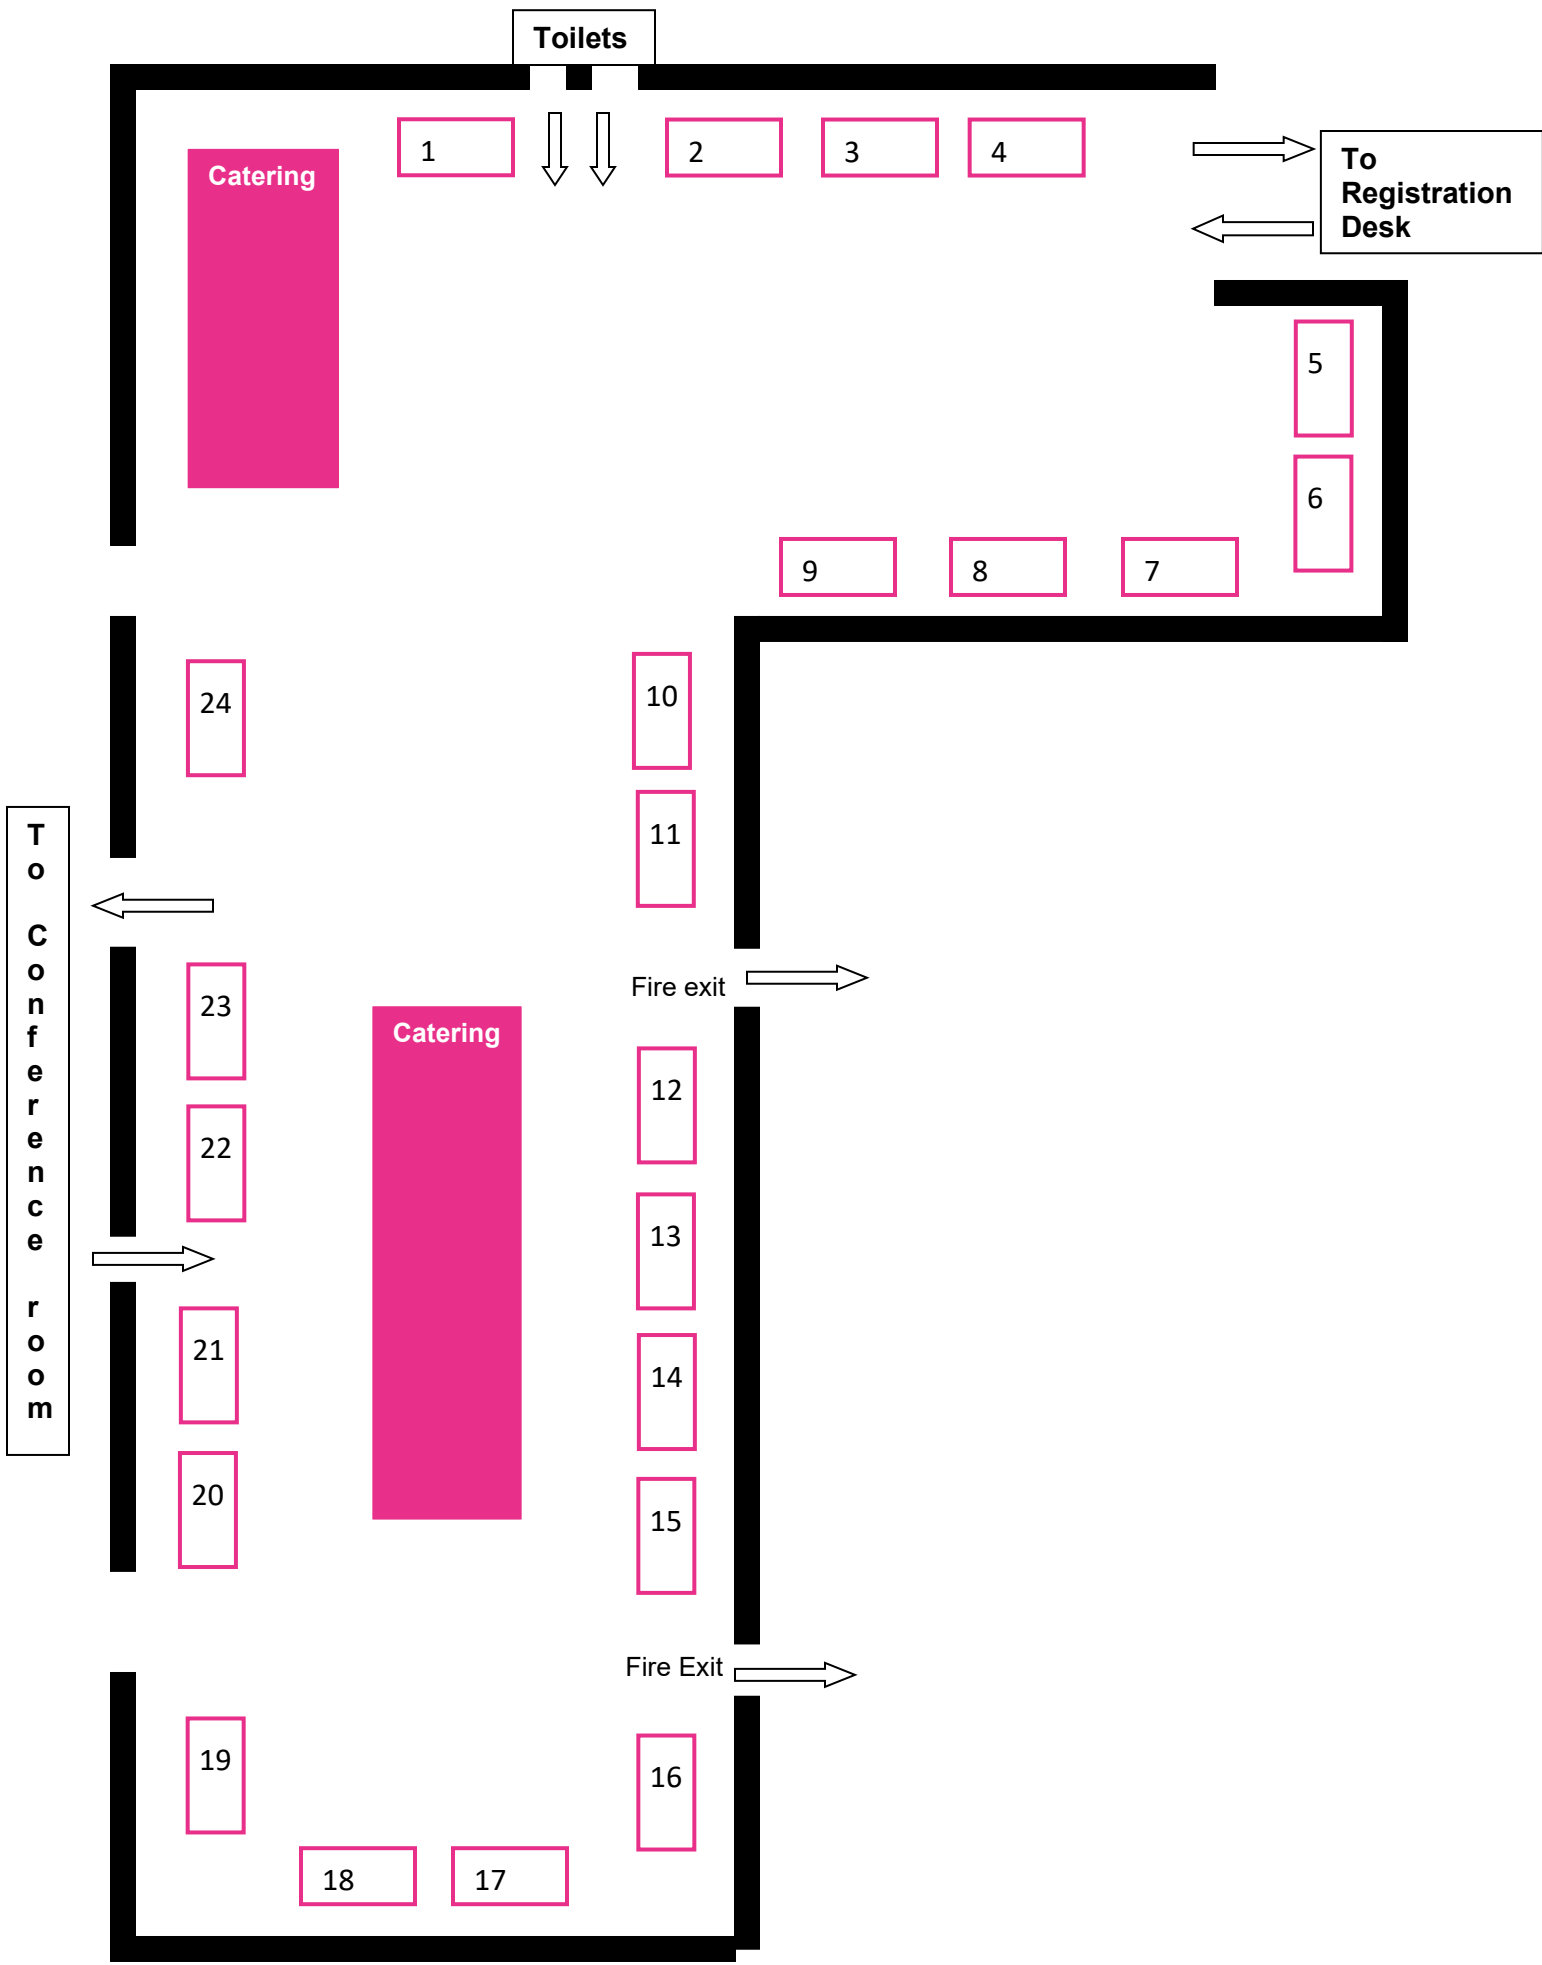 Toilets
1
2
3
4
Catering
To
Registration
Desk
5
6
9
8
7
24
10
11
To Conference room
23
Fire exit
Catering
22
12
13
21
14
20
15
Fire Exit
19
16
18
17